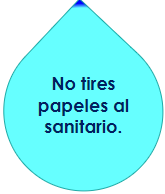 No tires
papeles al
sanitario.